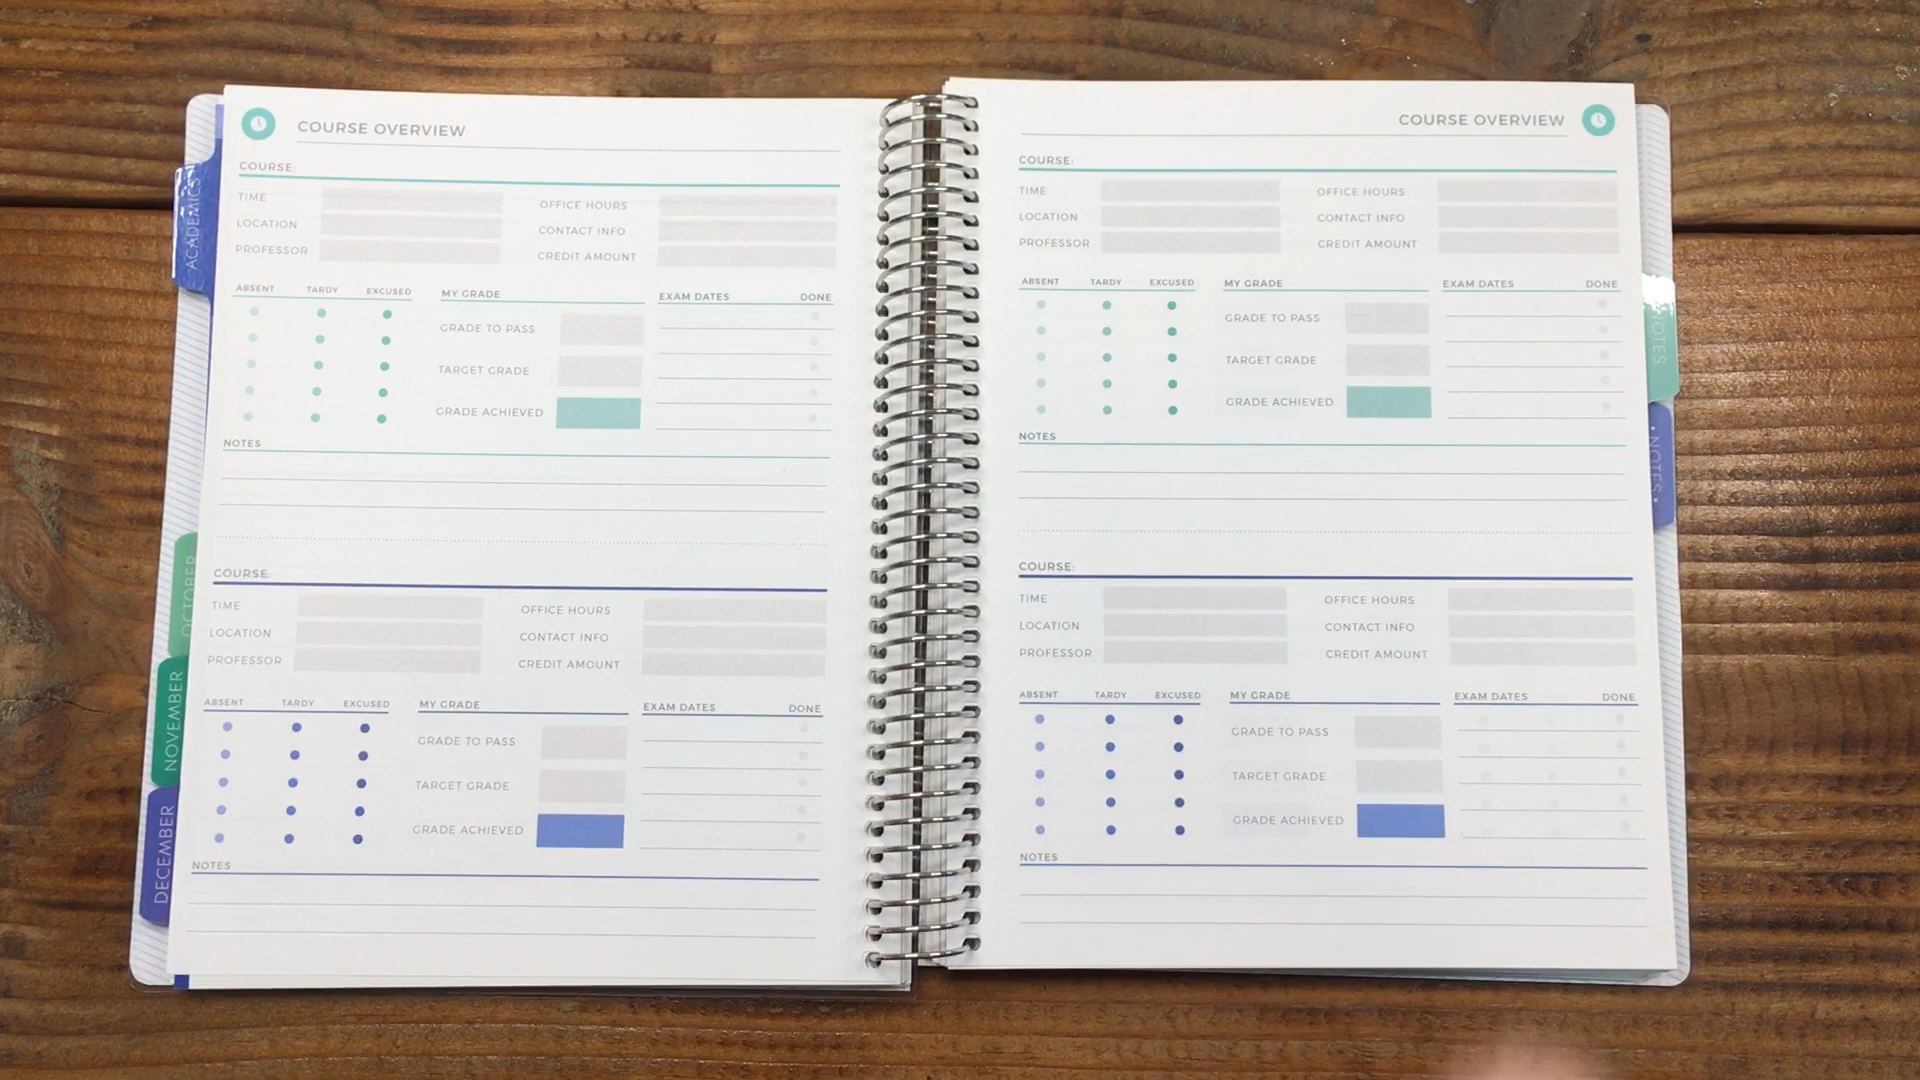 COURSE OVERVIEW
COURSE:
TIME
OFFICE HOURS
LOCATION
CONTACT INFO
PROFESSOR
CREDIT AMOUNT
ABSENT TARDY EXCUSED MY GRADE EXAM DATES DONE
GRADE TO PASS
TARGET GRADE
GRADE ACHIEVED
NOTES
COURSE:
TIME
OFFICE HOURS
LOCATION
CONTACT INFO
PROFESSOR
CREDIT AMOUNT
ABSENT TARDY EXCUSED MY GRADE EXAM DATES DONE
GRADE TO PASS
TARGET GRADE
GRADE ACHIEVED
NOTES
ACADEMICS
OCTOBER
NOVEMBER
DECEMBER
COURSE OVERVIEW
COURSE:
TIME
OFFICE HOURS
LOCATION
CONTACT INFO
PROFESSOR
CREDIT AMOUNT
ABSENT TARDY EXCUSED MY GRADE EXAM DATES DONE
GRADE TO PASS
TARGET GRADE
GRADE ACHIEVED
NOTES
COURSE:
TIME
OFFICE HOURS
LOCATION
CONTACT INFO
PROFESSOR
CREDIT AMOUNT
ABSENT TARDY EXCUSED MY GRADE EXAM DATES DONE
GRADE TO PASS
TARGET GRADE
GRADE ACHIEVED
NOTES
NOTES
• NOTES •